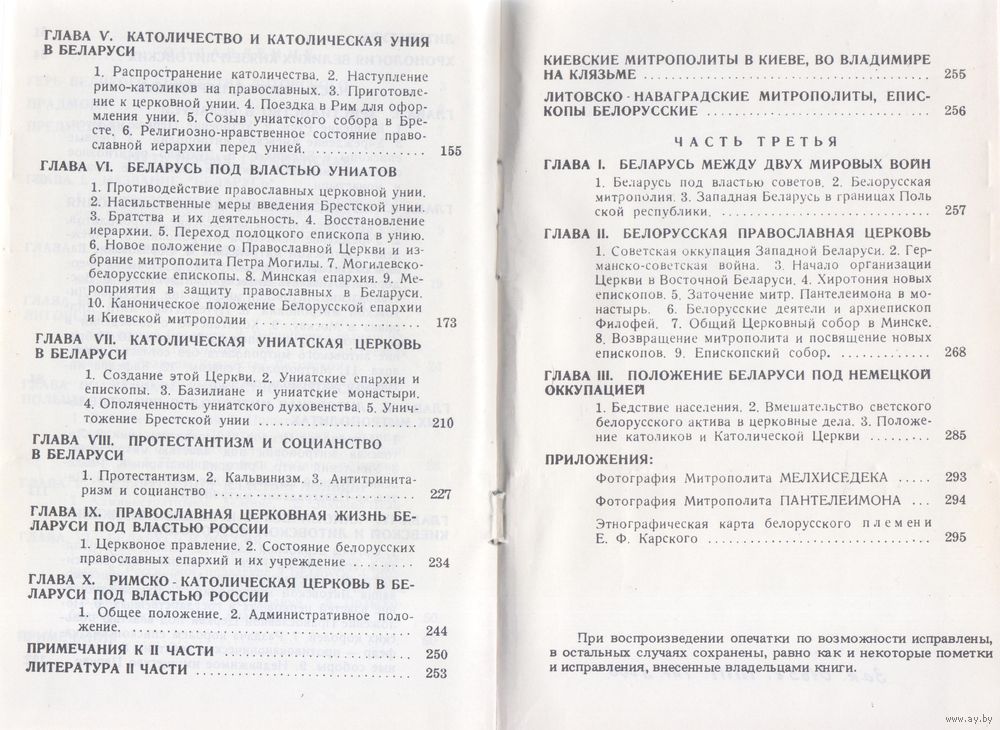 ГЛАВА V. КАТОЛИЧЕСТВО И КАТОЛИЧЕСКАЯ УНИЯ
В БЕЛАРУСИ
1. Распространение католичества. 2. Наступление
римо-католиков на православных. 3. Приготовле-
ние к церковной унии. 4. Поездка в Рим для офор-
мления унии. 5. Созыв униатского собора в Бре-
сте. 6. Религиозно-нравственное состояние право-
славной иерархии перед унией. 155
ГЛАВА VI. БЕЛАРУСЬ ПОД ВЛАСТЬЮ УНИАТОВ
1. Противодействие православных церковной унии.
2. Насильственные меры введения Брестской унии.
3. Братства и их деятельность. 4. Восстановление
иерархии. 5. Переход полоцкого епископа в унию.
6. Новое положение о Православной Церкви и из-
брание митрополита Петра Могилы. 7. Могилевско-
белорусские епископы. 8. Минская епархия. 9. Ме-
роприятия в защиту православных в Беларуси.
10. Каноническое положение Белорусской епархии
и Киевской митрополии 173
ГЛАВА VII. КАТОЛИЧЕСКАЯ УНИАТСКАЯ ЦЕРКОВЬ
В БЕЛАРУСИ
1. Создание этой Церкви. 2. Униатские епархии и
епископы. 3. Базилиане и униатские монастыри.
4. Ополяченность униатского духовенства. 5. Унич-
тожение Брестской унии 210
ГЛАВА VIII. ПРОТЕСТАНТИЗМ И СОЦИАНСТВО
В БЕЛАРУСИ
1. Протестантизм. 2. Кальвинизм. 3. Антитринита-
ризм и социанство 227
ГЛАВА IX. ПРАВОСЛАВНАЯ ЦЕРКОВНАЯ ЖИЗНЬ БЕ-
ЛАРУСИ ПОД ВЛАСТЬЮ РОССИИ
1. Церквоное правление. 2. Состояние белорусских
православных епархий и их учреждение 234
ГЛАВА X. РИМСКО-КАТОЛИЧЕСКАЯ ЦЕРКОВЬ В БЕ-
ЛАРУСИ ПОД ВЛАСТЬЮ РОССИИ
1. Общее положение. 2. Административное поло-
жение. 244
ПРИМЕЧАНИЯ К II ЧАСТИ 250
ЛИТЕРАТУРА II ЧАСТИ 253
КИЕВСКИЕ МИТРОПОЛИТЫ В КИЕВЕ, ВО ВЛАДИМИРЕ
НА КЛЯЗЬМЕ 255
ЛИТОВСКО-НАВАГРАДСКИЕ МИТРОПОЛИТЫ, ЕПИС-
КОПЫ БЕЛОРУССКИЕ 256
ЧАСТЬ ТРЕТЬЯ
ГЛАВА I. БЕЛАРУСЬ МЕЖДУ ДВУХ МИРОВЫХ ВОЙН
1. Беларусь под властью советов. 2. Белорусская
митрополия. 3. Западная Беларусь в границах Поль
ской республики. 257
ГЛАВА II. БЕЛОРУССКАЯ ПРАВОСЛАВНАЯ ЦЕРКОВЬ
1. Советская оккупация Западной Беларуси. 2. Гер-
манско-советская война. 3. Начало организации
Церкви в Восточной Беларуси. 4. Хиротония новых
епископов. 5. Заточение митр. Пантелеимона в мо-
настырь. 6. Белорусские деятели и архиепископ
Филофей. 7. Общий Церковный собор в Минске.
8. Возвращение митрополита и посвящение новых
епископов. 9. Епископский собор. 268
ГЛАВА III. ПОЛОЖЕНИЕ БЕЛАРУСИ ПОД НЕМЕЦКОЙ
ОККУПАЦИЕЙ
1. Бедствие населения. 2. Вмешательство светского
белорусского актива в церковные дела. 3. Положе-
ние католиков и Католической Церкви 285
ПРИЛОЖЕНИЯ:
Фотография Митрополита МЕЛХИСЕДЕКА 293
Фотография Митрополита ПАНТЕЛЕИМОНА 294
Этнографическая карта белорусского племени
Е. Ф. Карского 295
При воспроизведении опечатки по возможности исправлены,
в остальных случаях сохранены, равно как и некоторые пометки
и исправления, внесенные владельцами книги.
www.ay.by